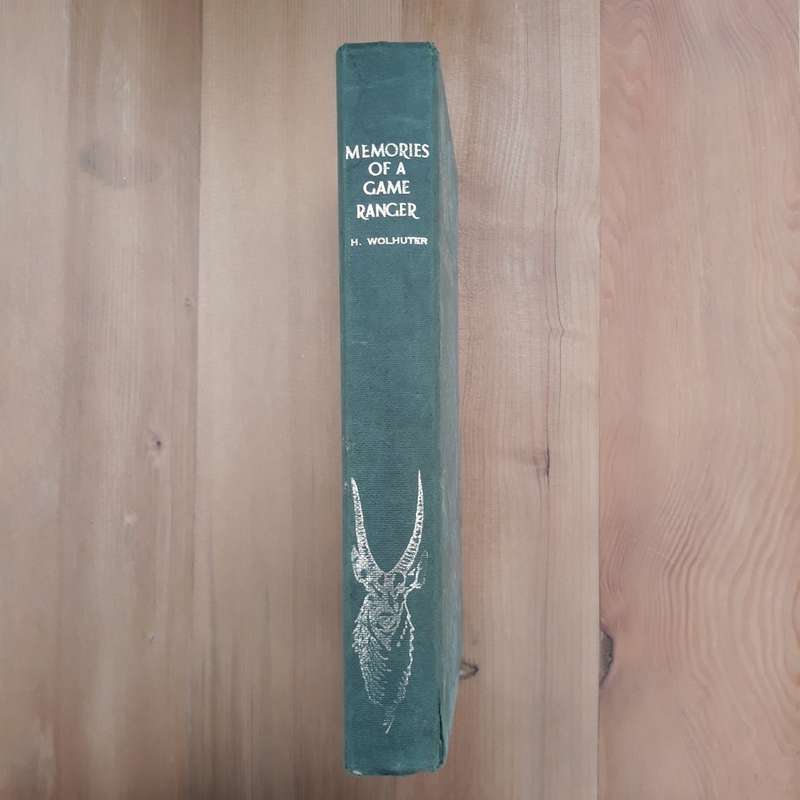 MEMORIES
OF A
GAME
RANGER
H. WOLHUTER